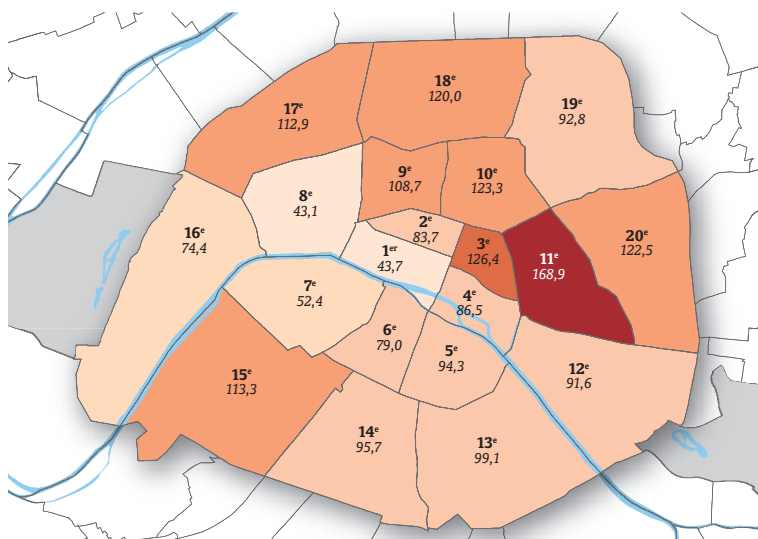 18ᵉ
120,0
17ᵉ
112,9
19ᵉ
92,8
9ᵉ
108,7
10ᵉ
123,3
8ᵉ
43,1
2ᵉ
83,7
16ᵉ
74,4
1ᵉʳ
43,7
3ᵉ
126,4
11ᵉ
168,9
20ᵉ
122,5
7ᵉ
52,4
4ᵉ
86,5
6ᵉ
79,0
5ᵉ
94,3
15ᵉ
113,3
12ᵉ
91,6
14ᵉ
95,7
13ᵉ
99,1